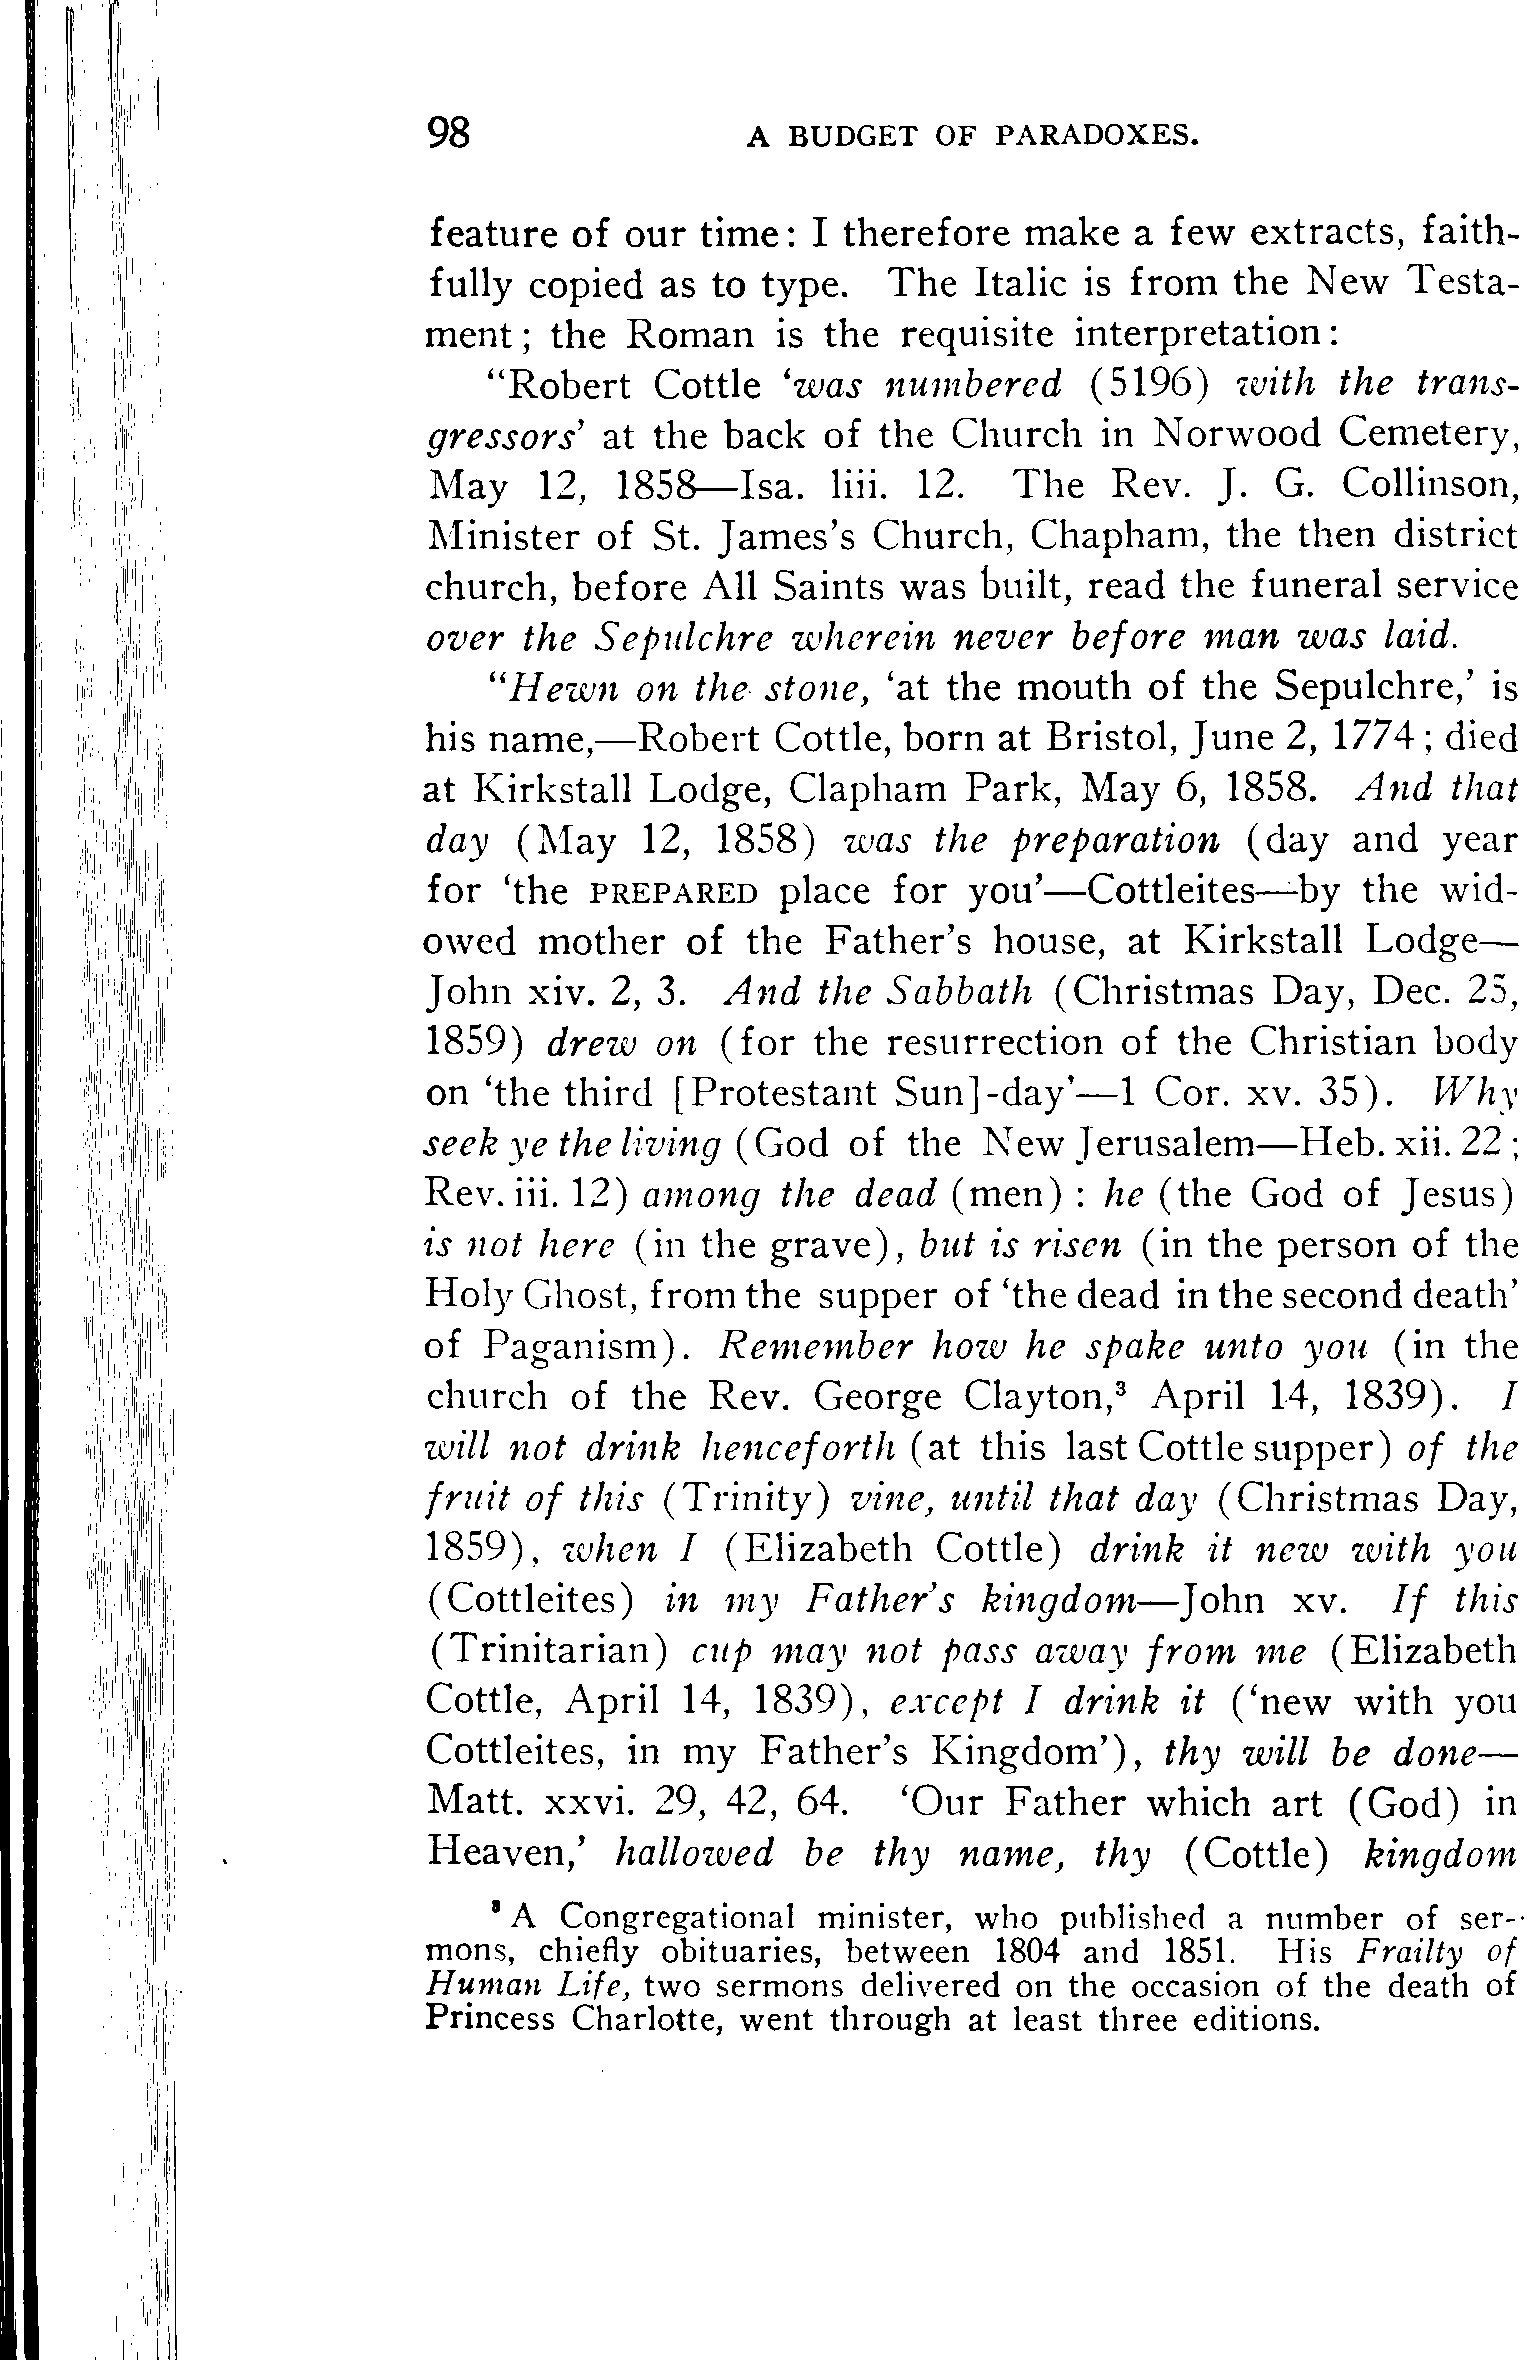 98 A BUDGET OF PARADOXES.
feature of our time: I therefore make a few extracts, faith-
fully copied as to type. The Italic is from the New Testa-
ment; the Roman is the requisite interpretation:
"Robert Cottle 'was numbered (5196) with the trans-
gressors' at the back of the Church in Norwood Cemetery,
May 12, 1858—Isa. liii. 12. The Rev. J. G. Collinson,
Minister of St. James's Church, Chapham, the then district
church, before All Saints was built, read the funeral service
over the Sepulchre wherein never before man was laid.
"Hewn on the stone, 'at the mouth of the Sepulchre,' is
his name,—Robert Cottle, born at Bristol, June 2, 1774; died
at Kirkstall Lodge, Clapham Park, May 6, 1858. And that
day (May 12, 1858) was the preparation (day and year
for 'the PREPARED place for you'—Cottleites—by the wid-
owed mother of the Father's house, at Kirkstall Lodge—
John xiv. 2, 3. And the Sabbath (Christmas Day, Dec. 25,
1859) drew on (for the resurrection of the Christian body
on 'the third [Protestant Sun]-day'—1 Cor. xv. 35). Why
seek ye the living (God of the New Jerusalem—Heb. xii. 22;
Rev. iii. 12) among the dead (men): he (the God of Jesus)
is not here (in the grave), but is risen (in the person of the
Holy Ghost, from the supper of 'the dead in the second death'
of Paganism). Remember how he spake unto you (in the
church of the Rev. George Clayton,³ April 14, 1839). I
will not drink henceforth (at this last Cottle supper) of the
fruit of this (Trinity) vine, until that day (Christmas Day,
1859), when I (Elizabeth Cottle) drink it new with you
(Cottleites) in my Father's kingdom—John xv. If this
(Trinitarian) cup may not pass away from me (Elizabeth
Cottle, April 14, 1839), except I drink it ('new with you
Cottleites, in my Father's Kingdom'), thy will be done—
Matt. xxvi. 29, 42, 64. 'Our Father which art (God) in
Heaven,' hallowed be thy name, thy (Cottle) kingdom
³ A Congregational minister, who published a number of ser-
mons, chiefly obituaries, between 1804 and 1851. His Frailty of
Human Life, two sermons delivered on the occasion of the death of
Princess Charlotte, went through at least three editions.